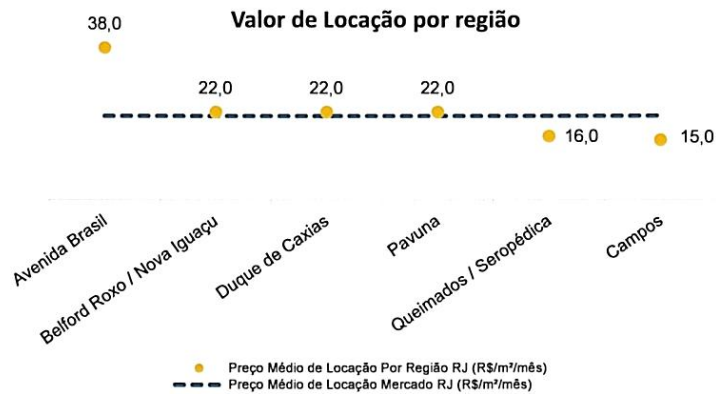 Valor de Locação por região
38,0
22,0
22,0
22,0
16,0
15,0
Avenida Brasil
Belford Roxo / Nova Iguaçu
Duque de Caxias
Pavuna
Queimados / Seropédica
Campos
Preço Médio de Locação Por Região RJ (R$/m²/mês)
Preço Médio de Locação Mercado RJ (R$/m²/mês)